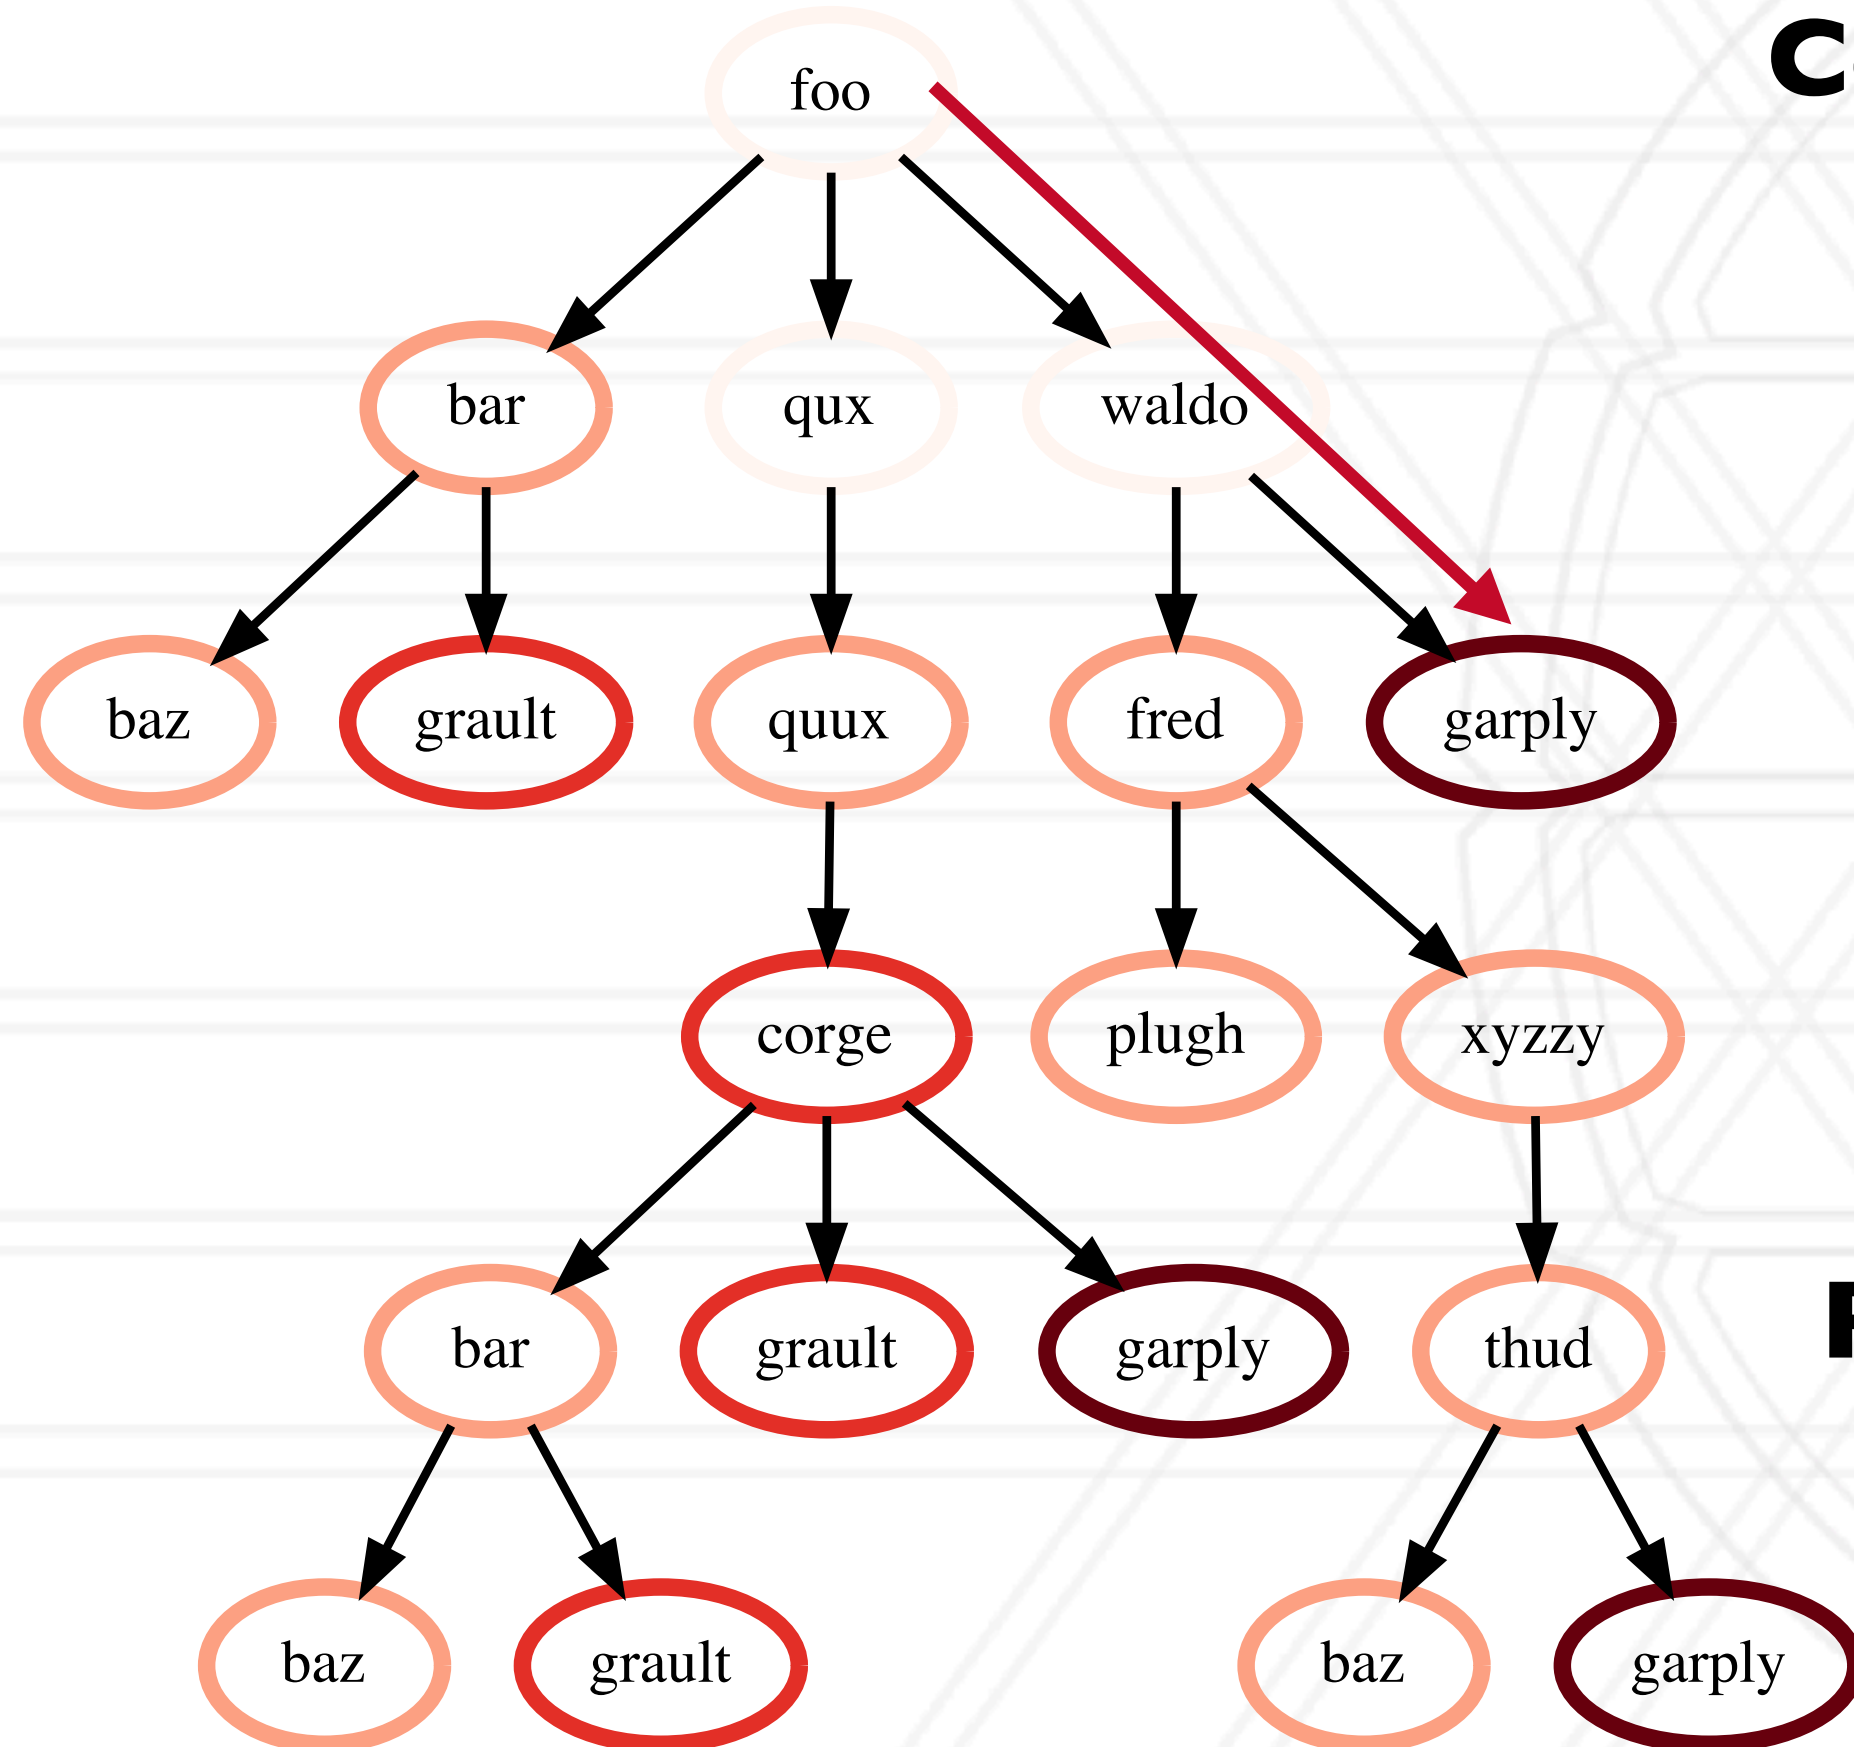 foo
bar
qux
waldo
baz
grault
quux
fred
garply
corge
plugh
xyzzy
bar
grault
garply
thud
baz
grault
baz
garply